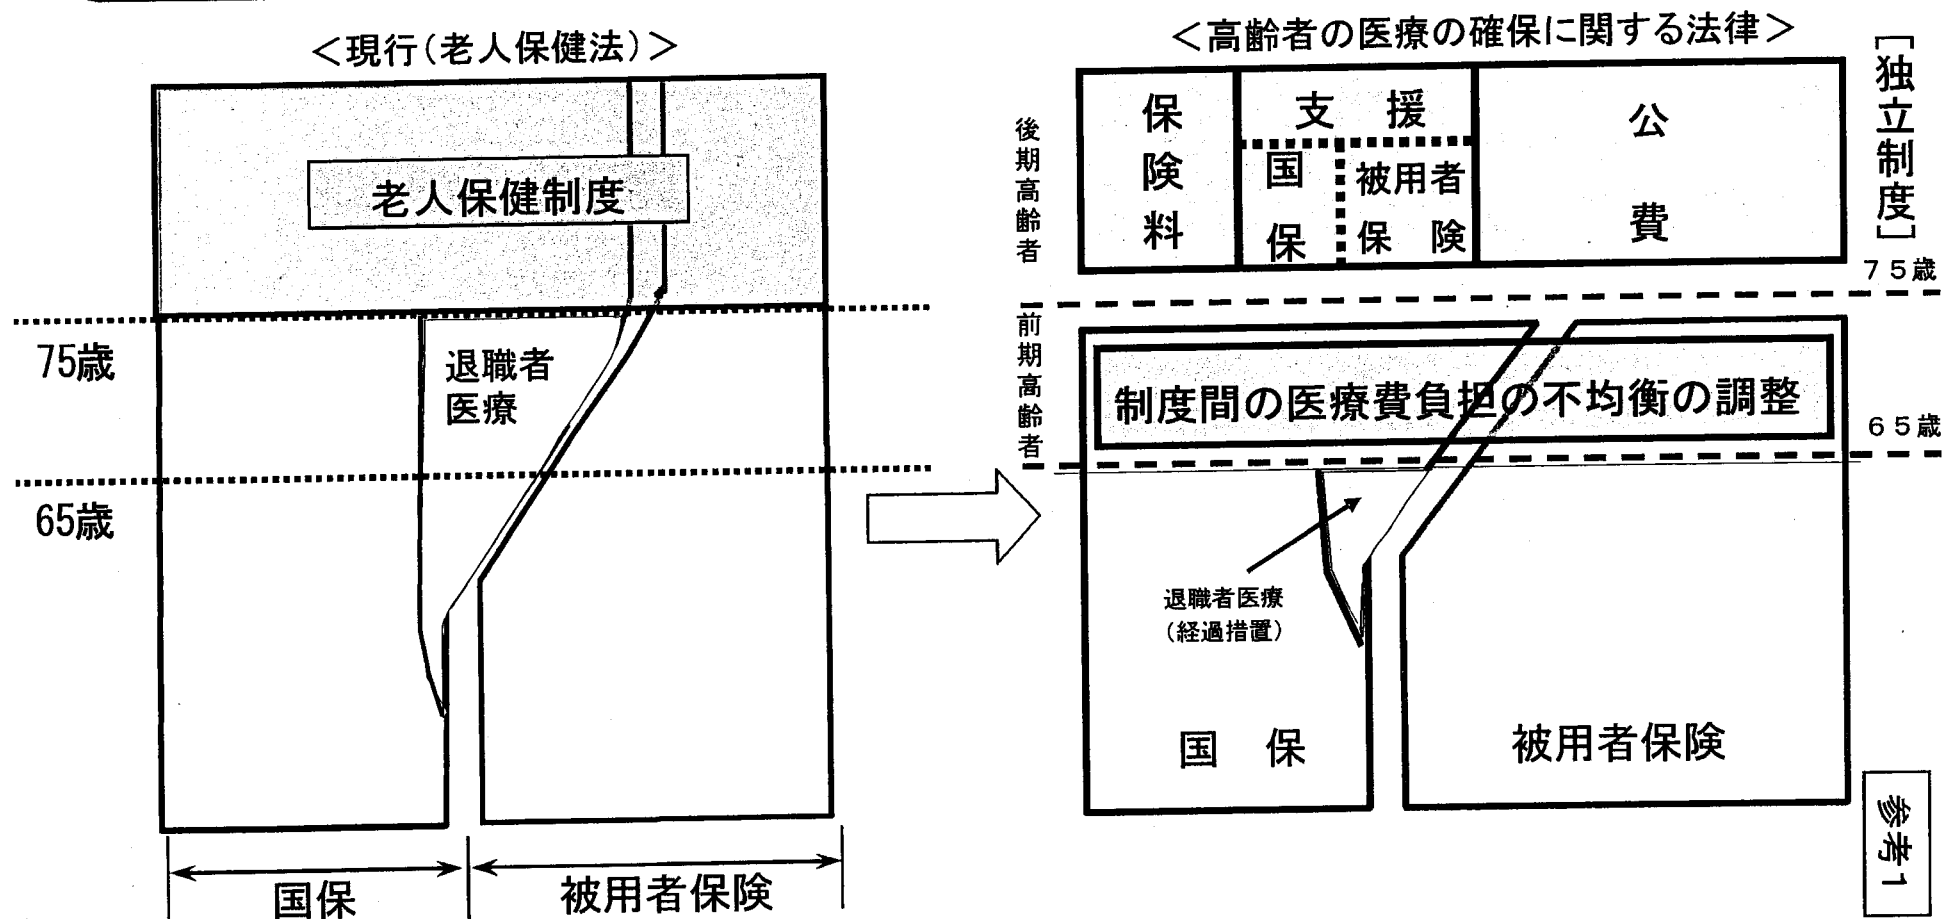 ＜現行(老人保健法)＞
老人保健制度
75歳
退職者
医療
65歳
国保
被用者保険
＜高齢者の医療の確保に関する法律＞
[独立制度]
後期高齢者
保険料
支　援
国保
被用者
保　険
公費
７５歳
前期高齢者
制度間の医療費負担の不均衡の調整
６５歳
退職者医療
(経過措置)
国　保
被用者保険
参考1